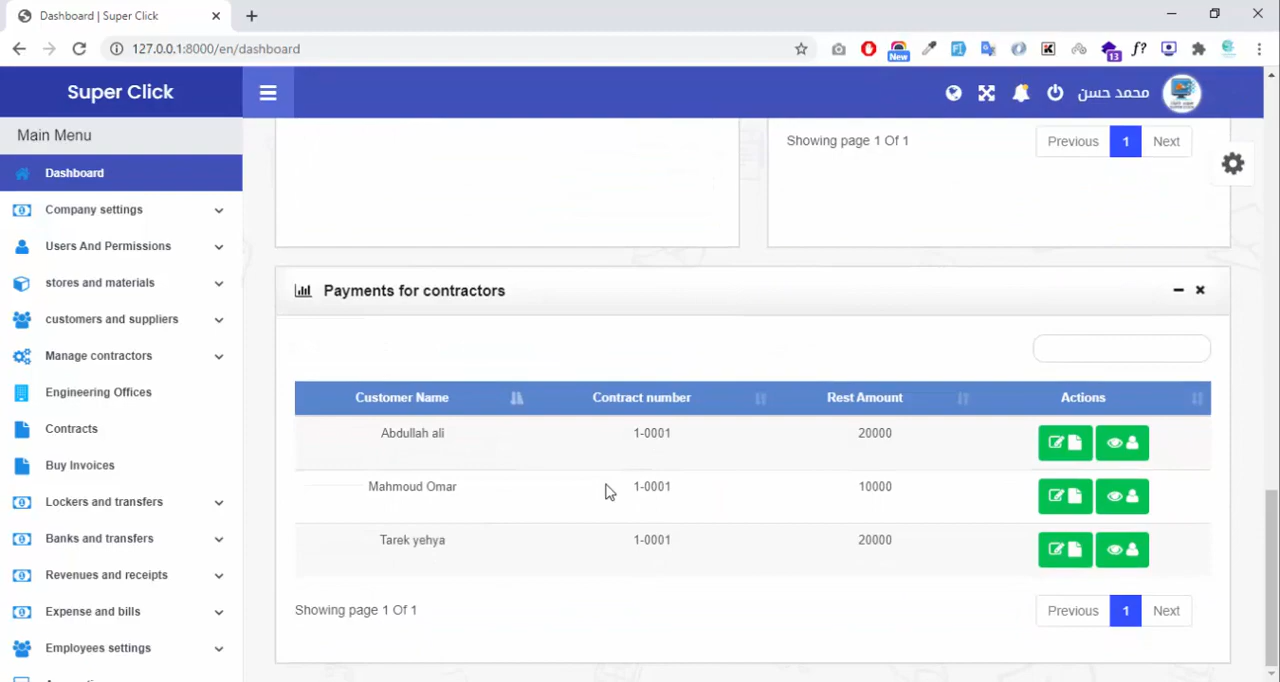 Dashboard | Super Click
127.0.0.1:8000/en/dashboard
New
13
f?
Super Click
محمد حسن
Main Menu
Dashboard
Company settings
Users And Permissions
stores and materials
customers and suppliers
Manage contractors
Engineering Offices
Contracts
Buy Invoices
Lockers and transfers
Banks and transfers
Revenues and receipts
Expense and bills
Employees settings
Showing page 1 Of 1
Previous 1 Next
Payments for contractors
Customer Name Contract number Rest Amount Actions
Abdullah ali 1-0001 20000
Mahmoud Omar 1-0001 10000
Tarek yehya 1-0001 20000
Showing page 1 Of 1
Previous 1 Next